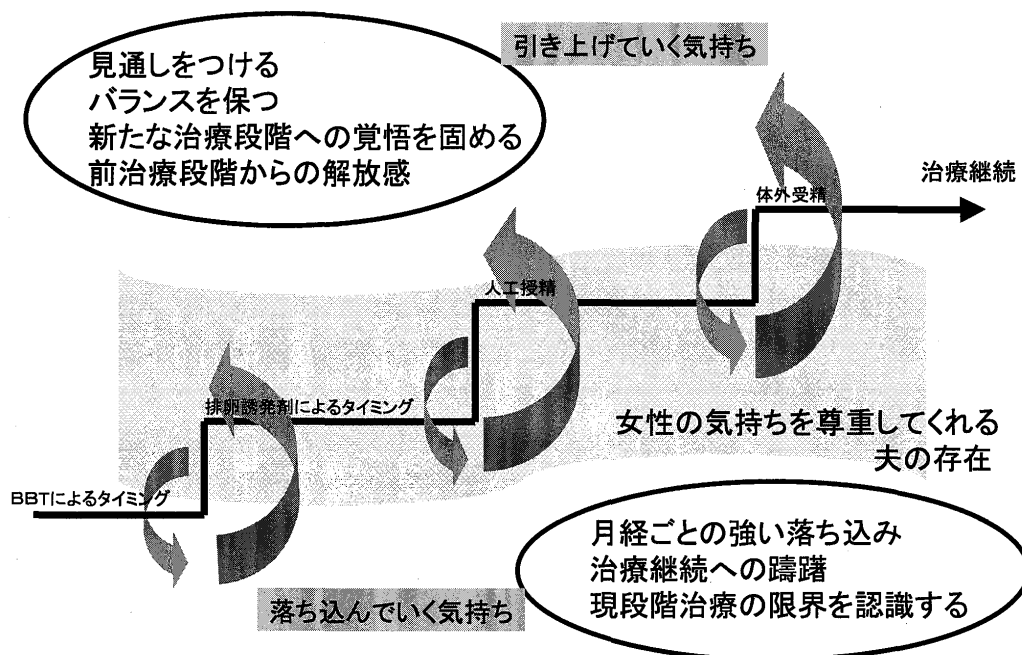 引き上げていく気持ち
見通しをつける
バランスを保つ
新たな治療段階への覚悟を固める
前治療段階からの解放感
治療継続
体外受精
人工授精
排卵誘発剤によるタイミング
女性の気持ちを尊重してくれる
夫の存在
BBTによるタイミング
月経ごとの強い落ち込み
治療継続への躊躇
現段階治療の限界を認識する
落ち込んでいく気持ち